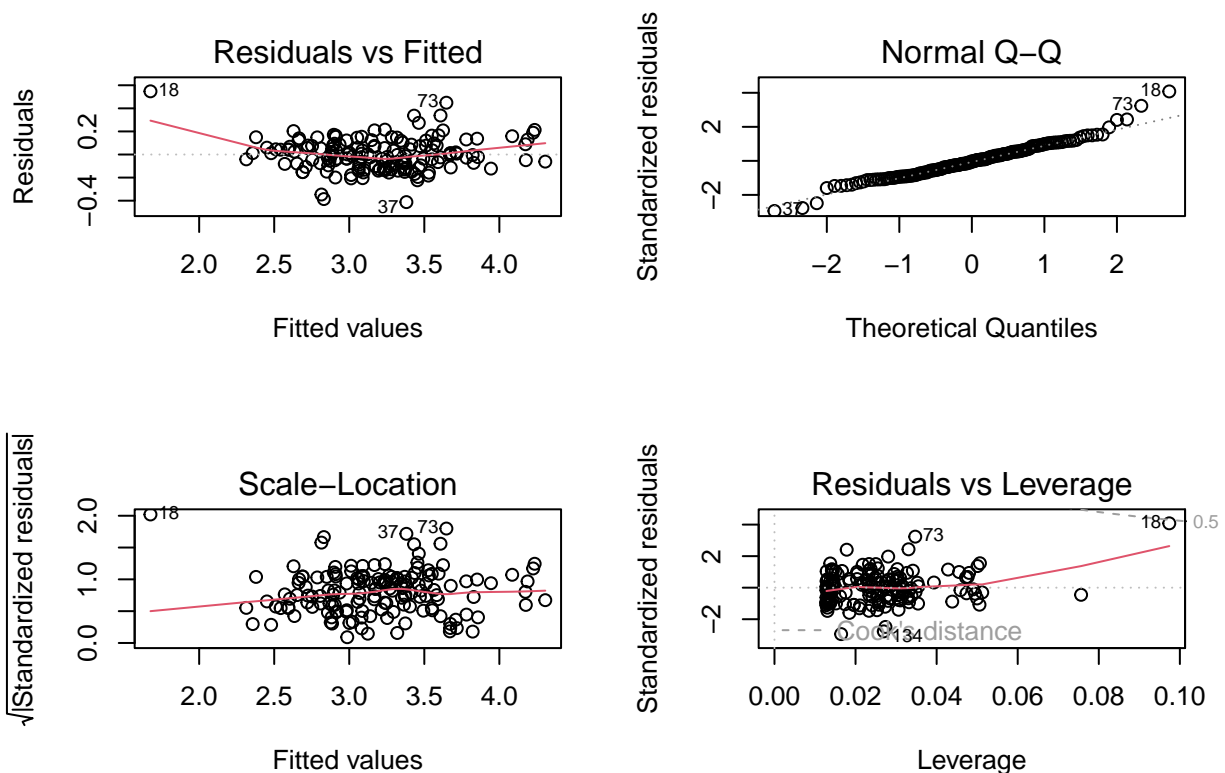 Residuals vs Fitted
Residuals
−0.4
0.2
18
73
37
2.0 2.5 3.0 3.5 4.0
Fitted values
Normal Q−Q
Standardized residuals
−2
2
18
73
37
−2 −1 0 1 2
Theoretical Quantiles
Scale−Location
√|Standardized residuals|
0.0
1.0
2.0
18
37
73
2.0 2.5 3.0 3.5 4.0
Fitted values
Residuals vs Leverage
Standardized residuals
−2
0
2
18
0.5
73
134
Cook's distance
0.00 0.02 0.04 0.06 0.08 0.10
Leverage